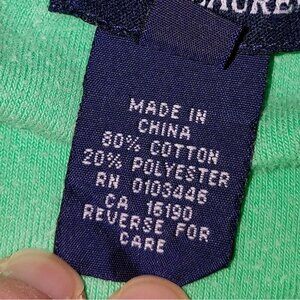 MADE IN
CHINA
80% COTTON
20% POLYESTER
RN 0103446
CA 16190
REVERSE FOR
CARE